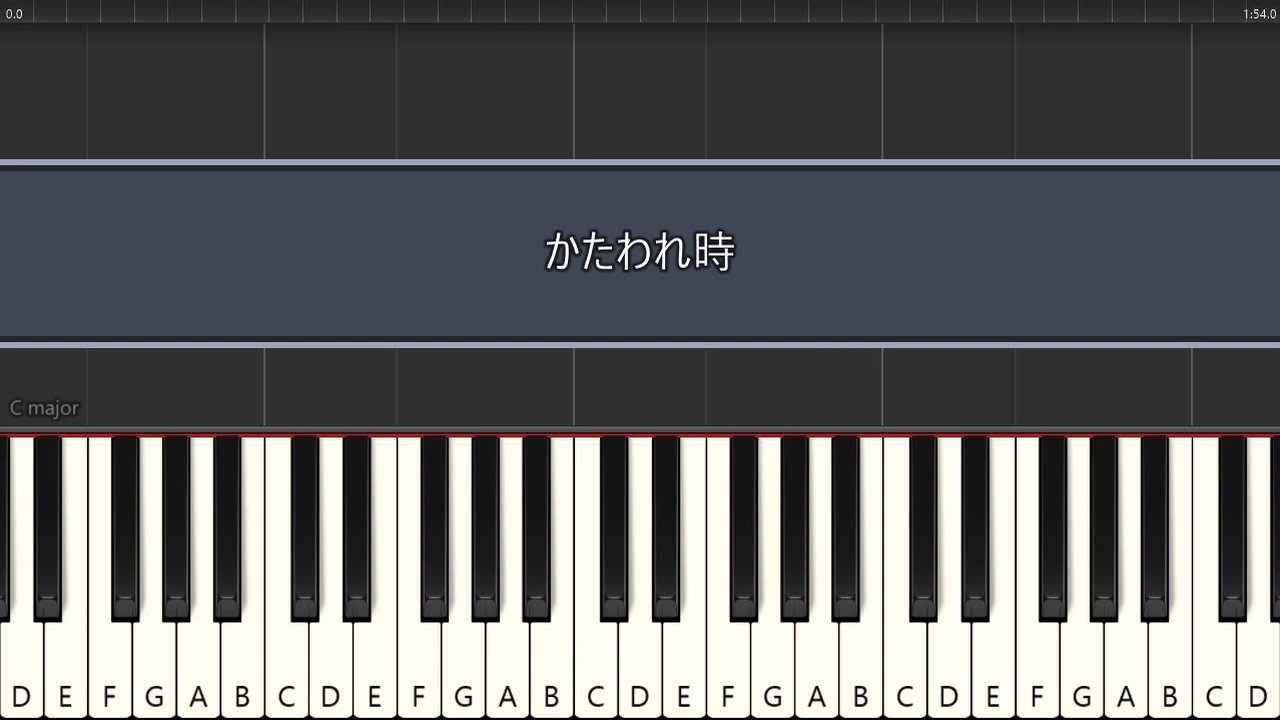 0.0 1:54.0
かたわれ時
C major
D E F G A B C D E F G A B C D E F G A B C D E F G A B C D